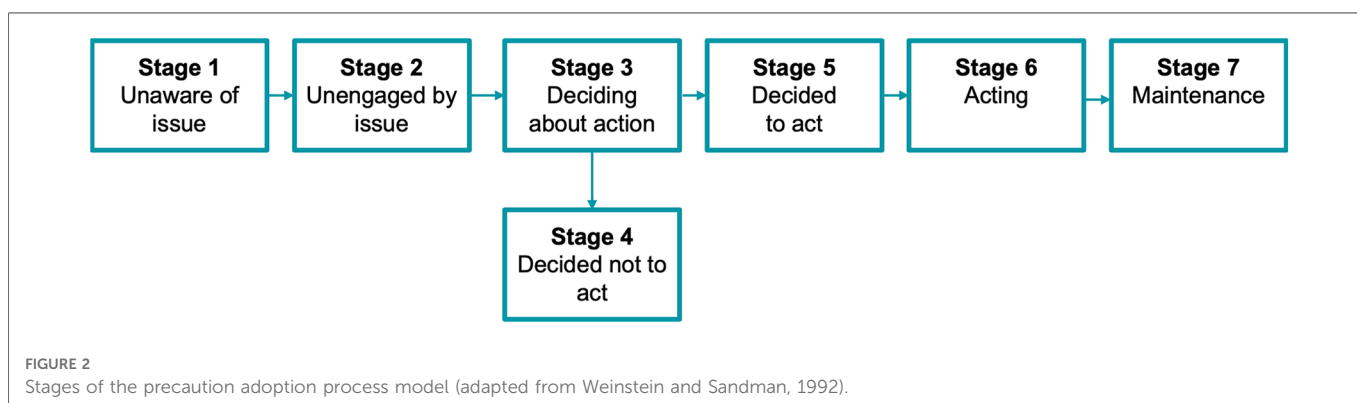 Stage 1
Unaware of
issue
Stage 2
Unengaged by
issue
Stage 3
Deciding
about action
Stage 5
Decided
to act
Stage 6
Acting
Stage 7
Maintenance
Stage 4
Decided not to
act
FIGURE 2
Stages of the precaution adoption process model (adapted from Weinstein and Sandman, 1992).